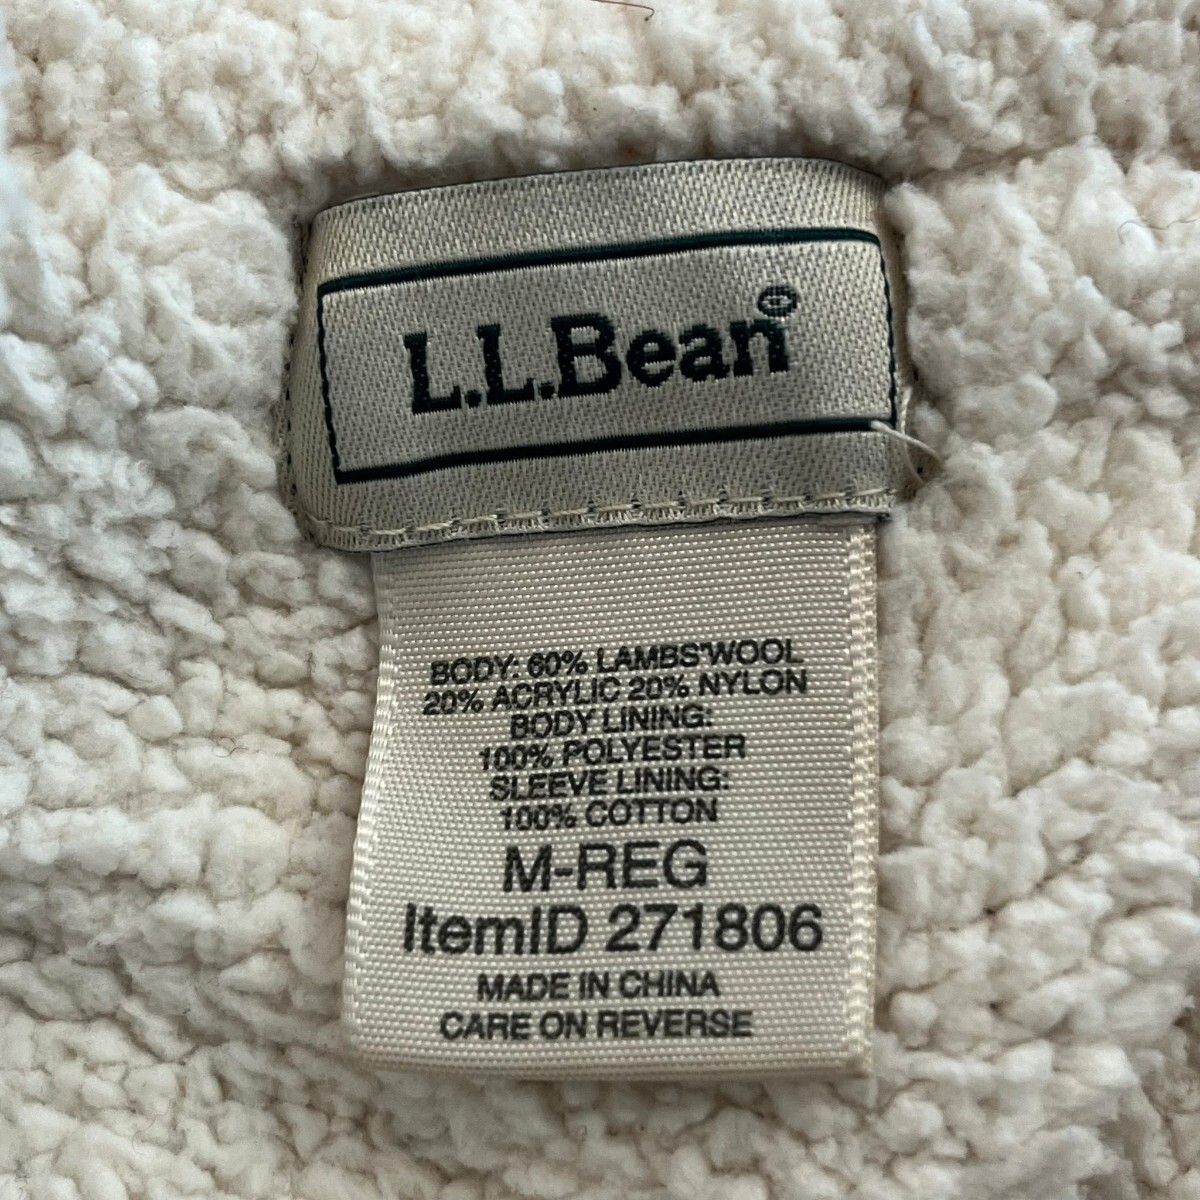 L.L.Bean®
BODY: 60% LAMBS'WOOL
20% ACRYLIC 20% NYLON
BODY LINING:
100% POLYESTER
SLEEVE LINING:
100% COTTON
M-REG
ItemID 271806
MADE IN CHINA
CARE ON REVERSE